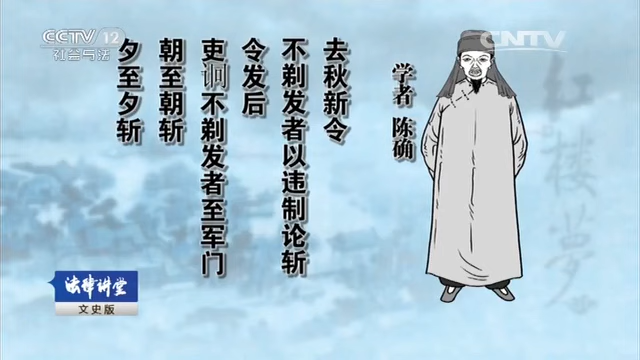 CCTV 12
社会与法
CNTV
红楼梦
学者 陈确
去秋新令
不剃发者以违制论斩
令发后
吏诇不剃发者至军门
朝至朝斩
夕至夕斩
法律讲堂
文史版